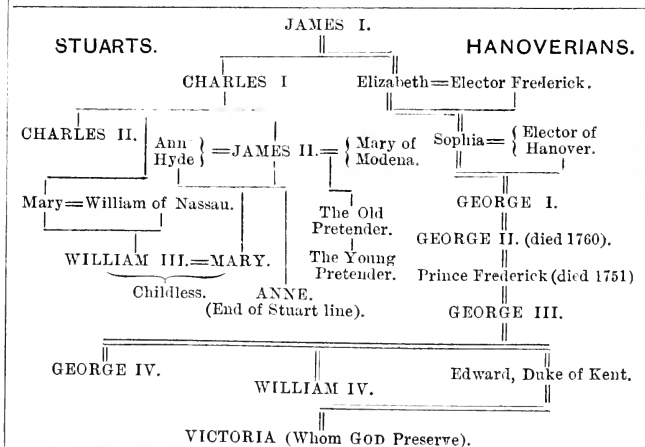 JAMES I.
STUARTS. HANOVERIANS.
CHARLES I Elizabeth=Elector Frederick.
CHARLES II. Ann Hyde } =JAMES II.= { Mary of Modena. Sophia= { Elector of Hanover.
Mary=William of Nassau. GEORGE I.
The Old Pretender.
GEORGE II. (died 1760).
WILLIAM III.=MARY. The Young Pretender. Prince Frederick (died 1751)
Childless. ANNE.
(End of Stuart line). GEORGE III.
GEORGE IV. WILLIAM IV. Edward, Duke of Kent.
VICTORIA (Whom GOD Preserve).